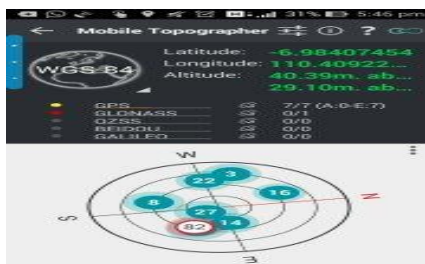 31% 5:46 pm
Mobile Topographer
WGS 84
Latitude: -6.98407454
Longitude: 110.40922...
Altitude: 40.39m. ab...
29.10m. ab...
GPS 7/7 (A:0-E:7)
GLONASS 0/1
QZSS 0/0
BEIDOU 0/0
GALILEO 0/0
W
3
22
16
N
8
S
27
14
82
E